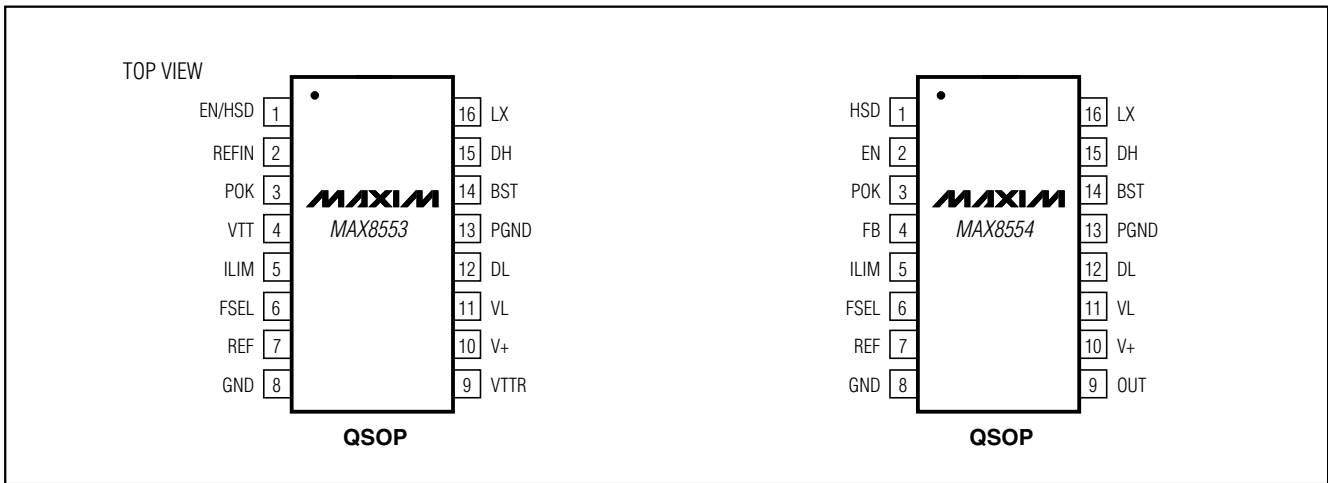 TOP VIEW
EN/HSD 1
REFIN 2
POK 3
VTT 4
ILIM 5
FSEL 6
REF 7
GND 8
MAXIM
MAX8553
16 LX
15 DH
14 BST
13 PGND
12 DL
11 VL
10 V+
9 VTTR
QSOP
HSD 1
EN 2
POK 3
FB 4
ILIM 5
FSEL 6
REF 7
GND 8
MAXIM
MAX8554
16 LX
15 DH
14 BST
13 PGND
12 DL
11 VL
10 V+
9 OUT
QSOP